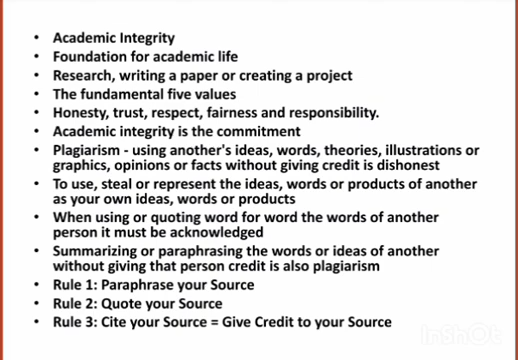 • Academic Integrity
• Foundation for academic life
• Research, writing a paper or creating a project
• The fundamental five values
• Honesty, trust, respect, fairness and responsibility.
• Academic integrity is the commitment
• Plagiarism - using another's ideas, words, theories, illustrations or
graphics, opinions or facts without giving credit is dishonest
• To use, steal or represent the ideas, words or products of another
as your own ideas, words or products
• When using or quoting word for word the words of another
person it must be acknowledged
• Summarizing or paraphrasing the words or ideas of another
without giving that person credit is also plagiarism
• Rule 1: Paraphrase your Source
• Rule 2: Quote your Source
• Rule 3: Cite your Source = Give Credit to your Source
InShOt